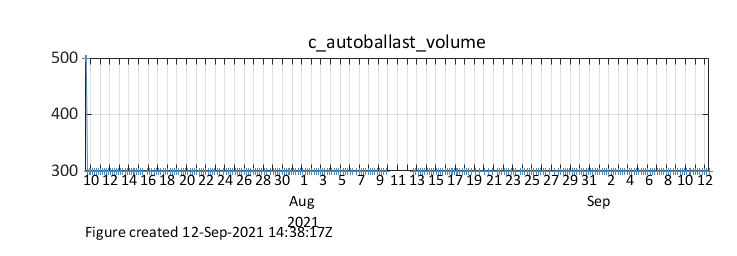 c_autoballast_volume
500
400
300
10 12 14 16 18 20 22 24 26 28 30 1 3 5 7 9 11 13 15 17 19 21 23 25 27 29 31 2 4 6 8 10 12
Aug Sep
2021
Figure created 12-Sep-2021 14:38:17Z